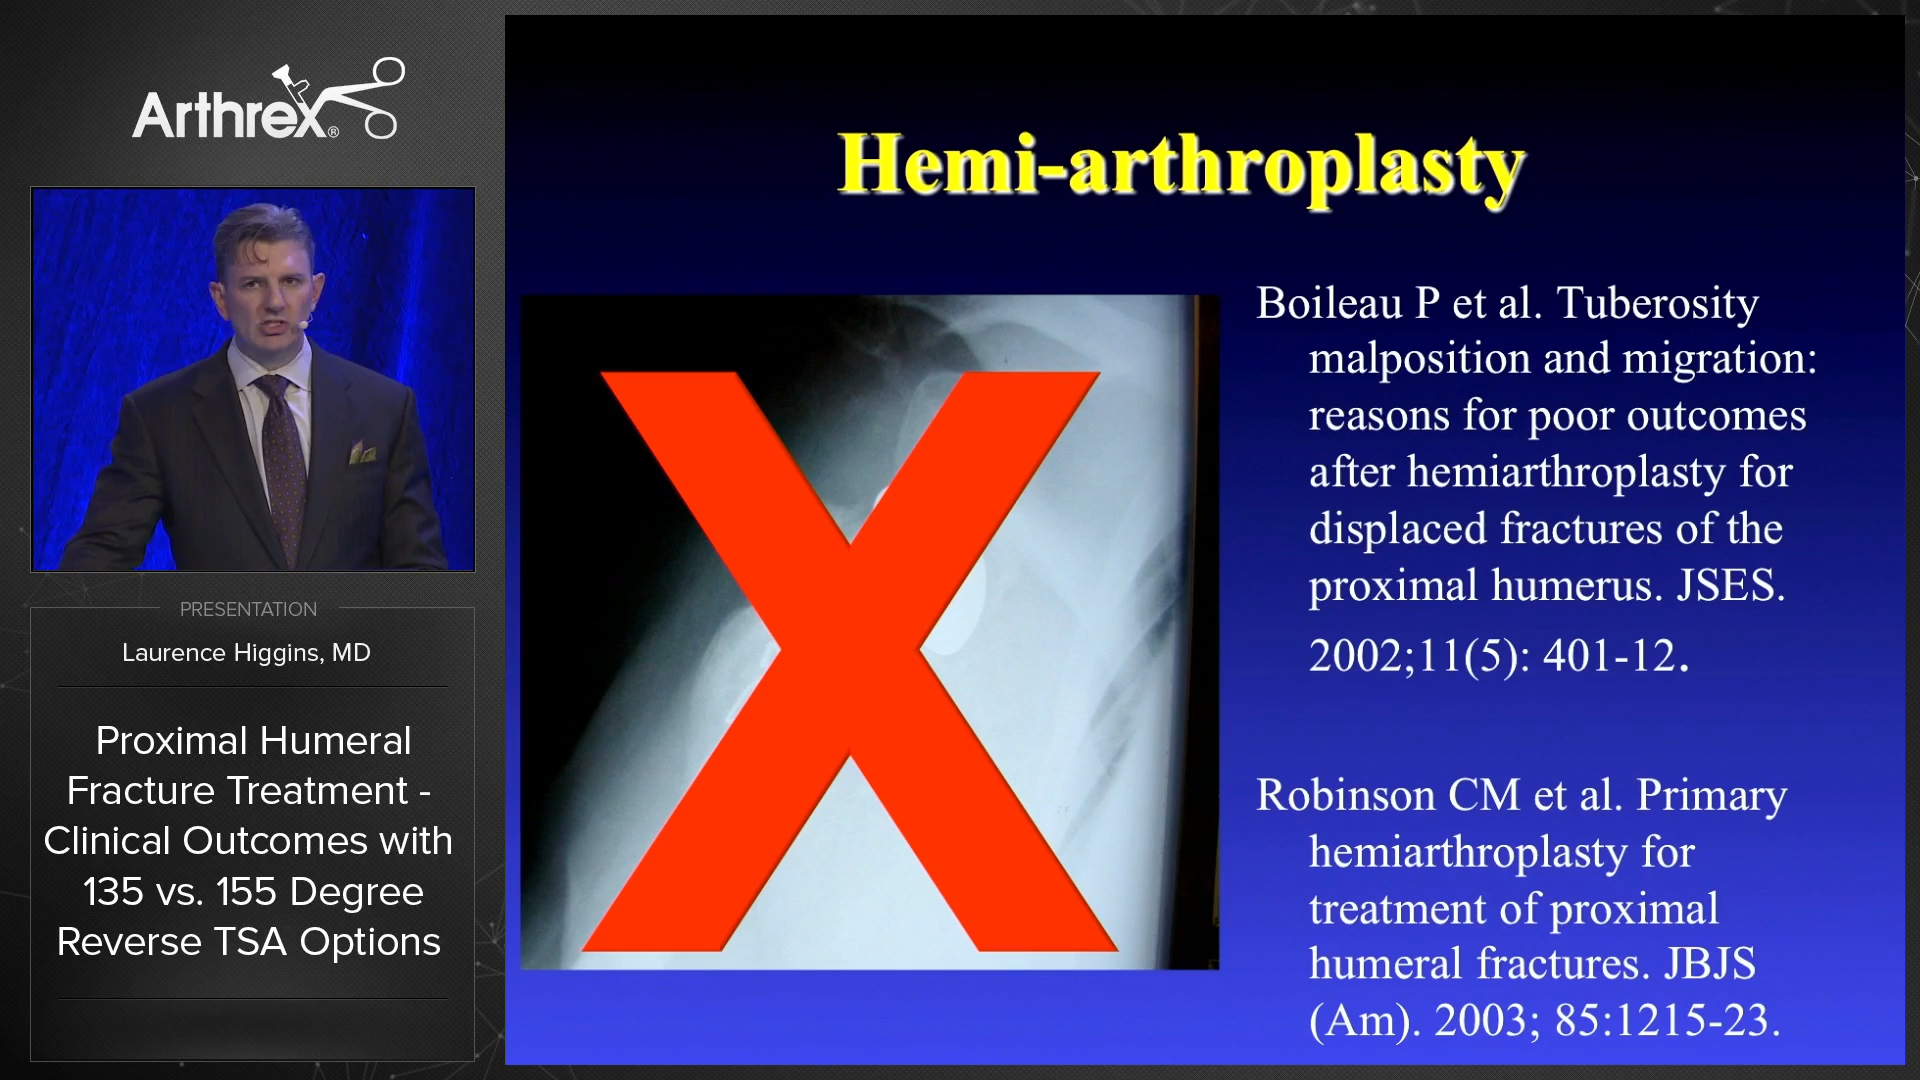 Arthrex®
PRESENTATION
Laurence Higgins, MD
Proximal Humeral
Fracture Treatment -
Clinical Outcomes with
135 vs. 155 Degree
Reverse TSA Options
Hemi-arthroplasty
Boileau P et al. Tuberosity
malposition and migration:
reasons for poor outcomes
after hemiarthroplasty for
displaced fractures of the
proximal humerus. JSES.
2002;11(5): 401-12.
Robinson CM et al. Primary
hemiarthroplasty for
treatment of proximal
humeral fractures. JBJS
(Am). 2003; 85:1215-23.